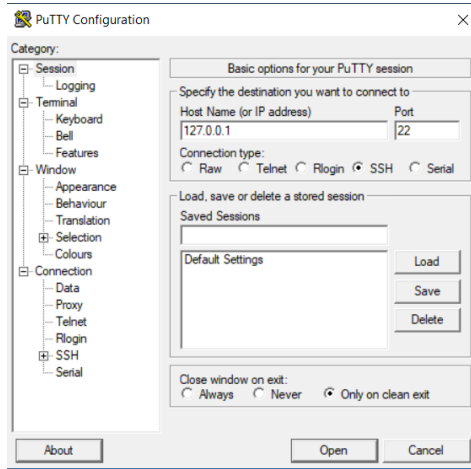 PuTTY Configuration
Category:
Session
Logging
Terminal
Keyboard
Bell
Features
Window
Appearance
Behaviour
Translation
Selection
Colours
Connection
Data
Proxy
Telnet
Rlogin
SSH
Serial
Basic options for your PuTTY session
Specify the destination you want to connect to
Host Name (or IP address) Port
127.0.0.1 22
Connection type:
Raw Telnet Rlogin SSH Serial
Load, save or delete a stored session
Saved Sessions
Default Settings
Load
Save
Delete
Close window on exit:
Always Never Only on clean exit
About Open Cancel